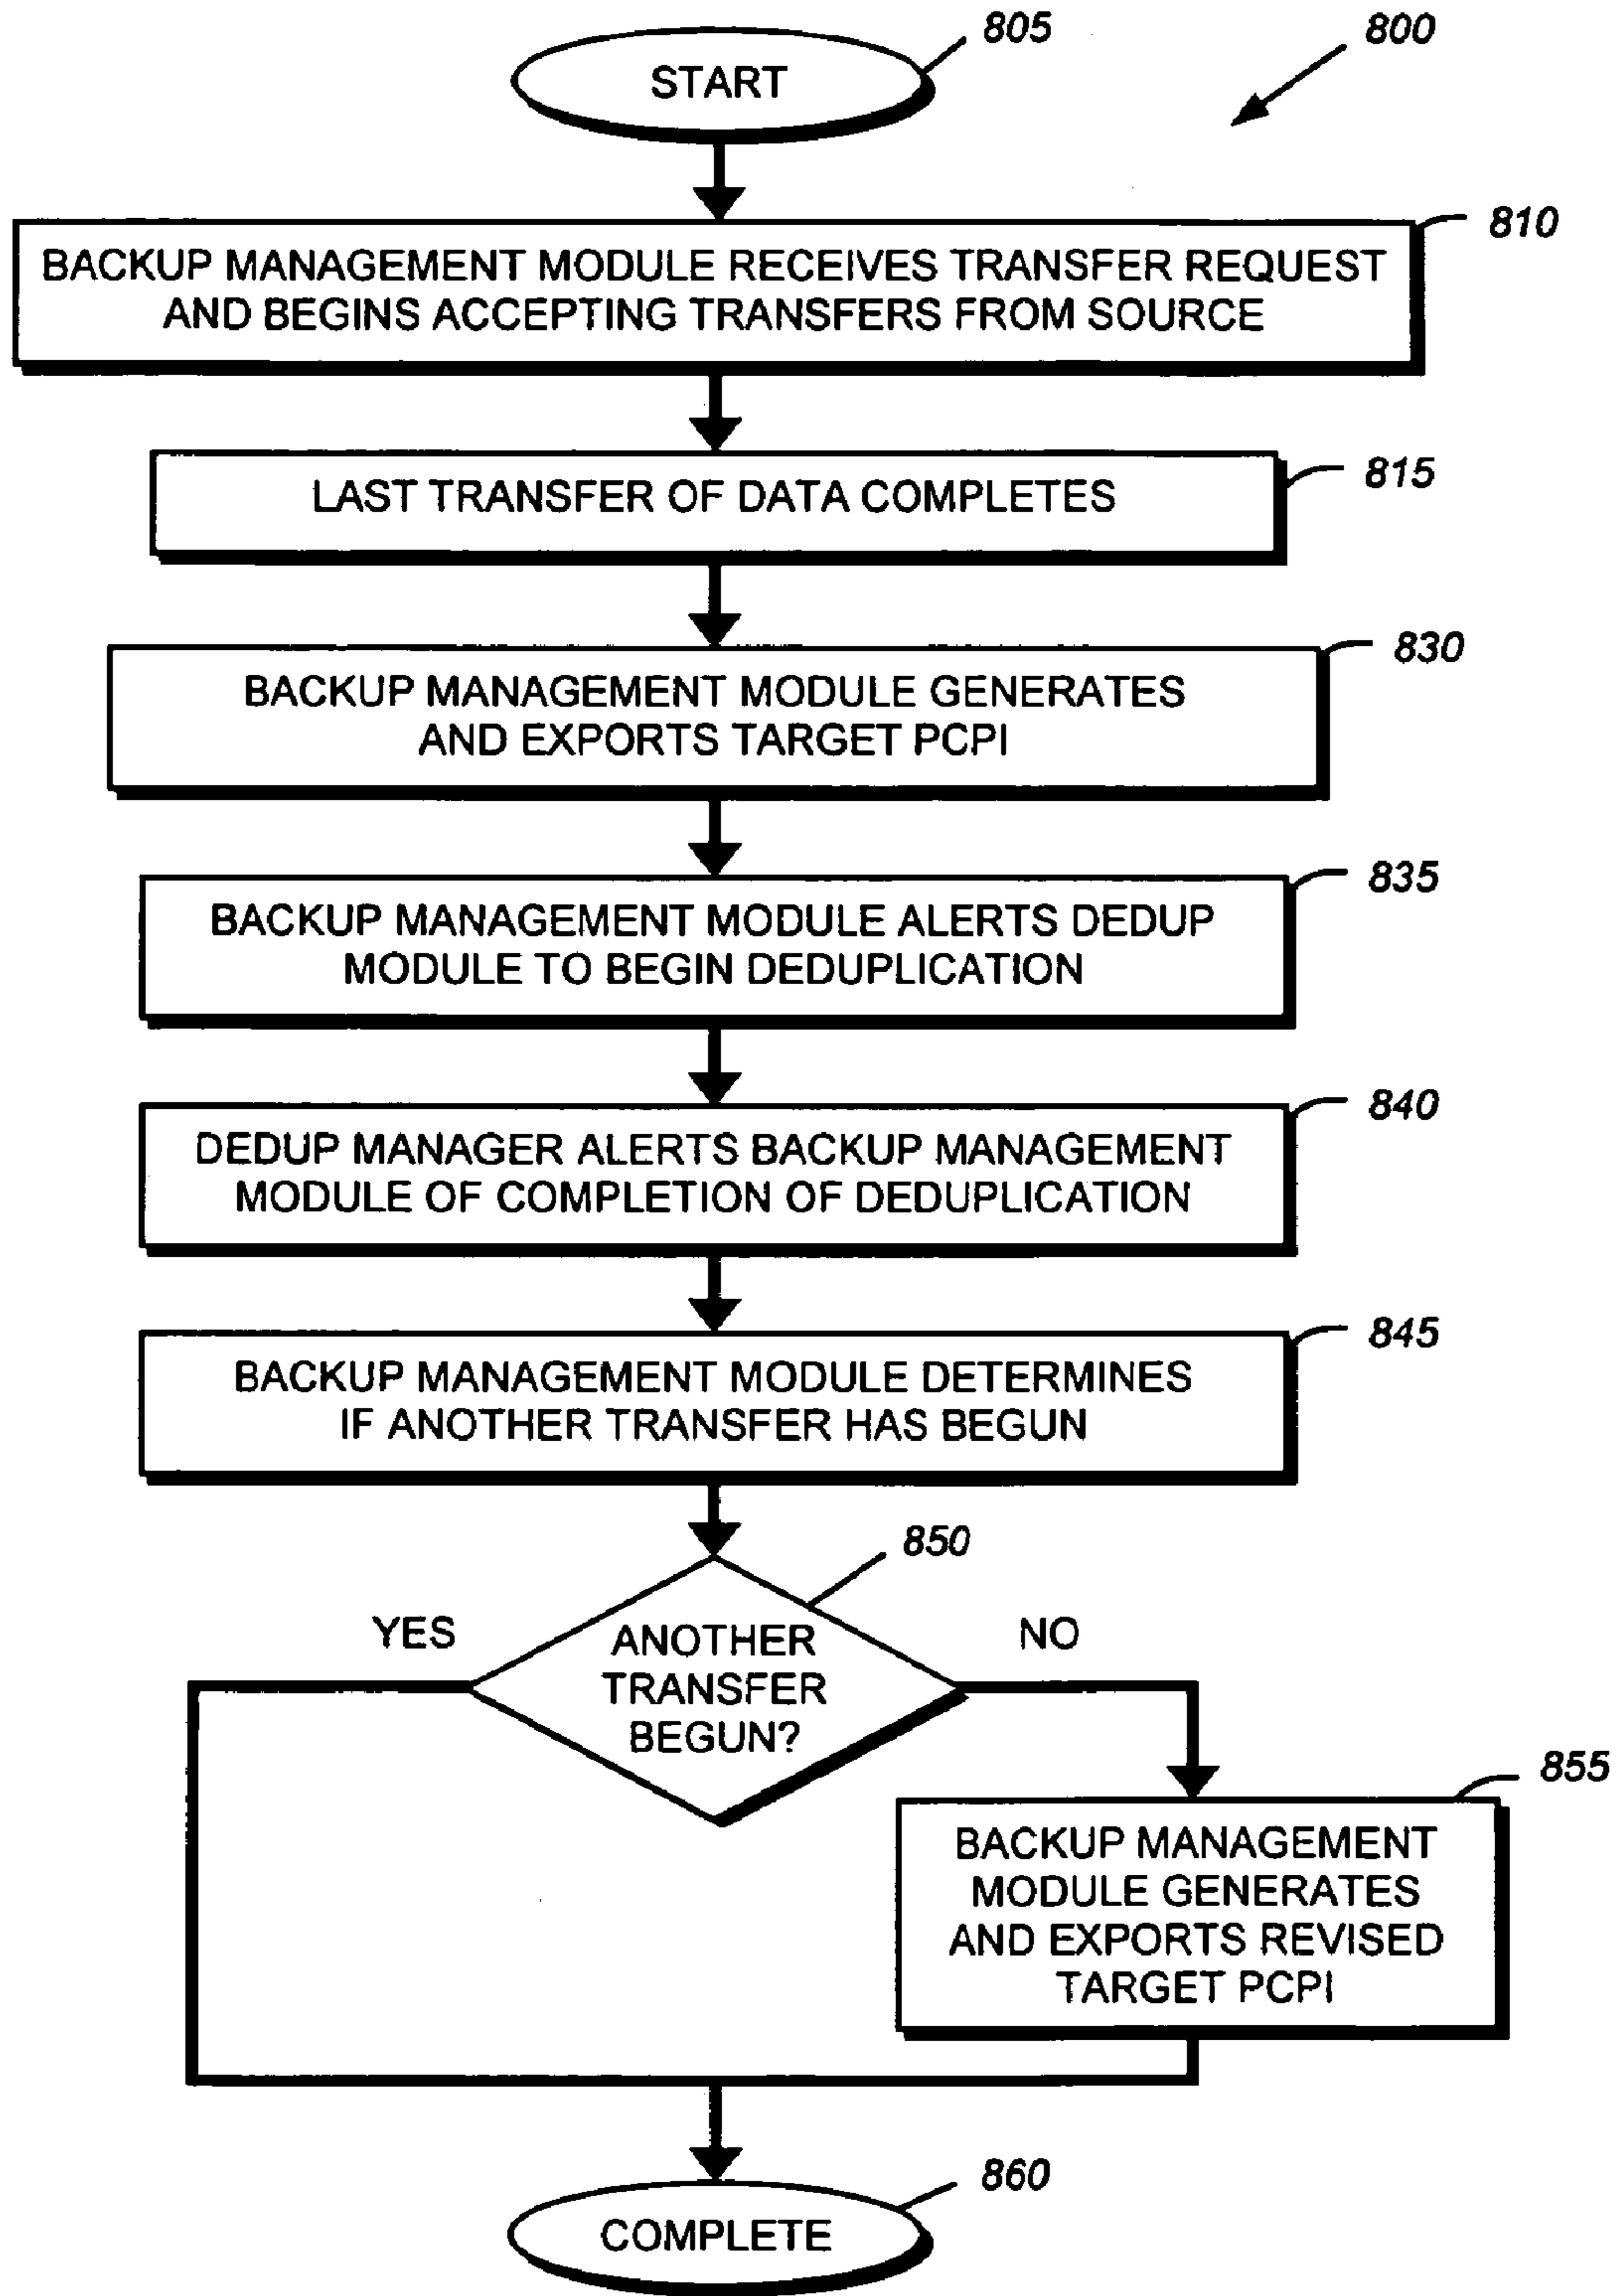 805
800
START
810
BACKUP MANAGEMENT MODULE RECEIVES TRANSFER REQUEST
AND BEGINS ACCEPTING TRANSFERS FROM SOURCE
815
LAST TRANSFER OF DATA COMPLETES
830
BACKUP MANAGEMENT MODULE GENERATES
AND EXPORTS TARGET PCPI
835
BACKUP MANAGEMENT MODULE ALERTS DEDUP
MODULE TO BEGIN DEDUPLICATION
840
DEDUP MANAGER ALERTS BACKUP MANAGEMENT
MODULE OF COMPLETION OF DEDUPLICATION
845
BACKUP MANAGEMENT MODULE DETERMINES
IF ANOTHER TRANSFER HAS BEGUN
850
YES
NO
ANOTHER
TRANSFER
BEGUN?
855
BACKUP MANAGEMENT
MODULE GENERATES
AND EXPORTS REVISED
TARGET PCPI
860
COMPLETE